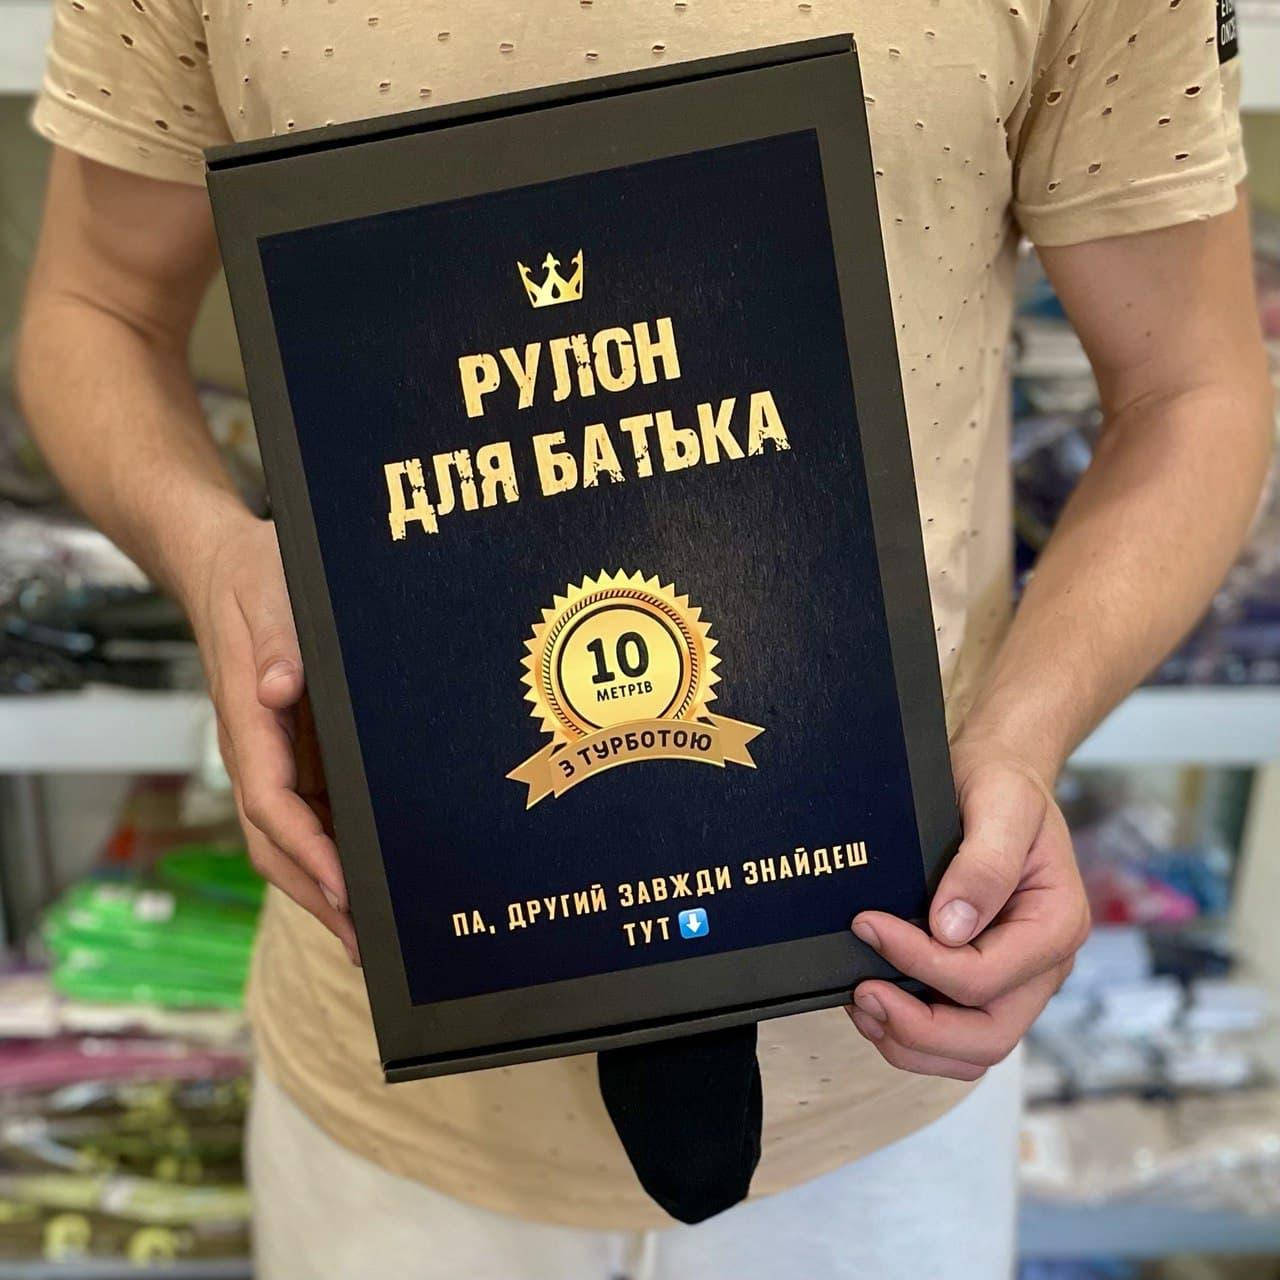 РУЛОН
ДЛЯ БАТЬКА
10
МЕТРІВ
З ТУРБОТОЮ
ПА, ДРУГИЙ ЗАВЖДИ ЗНАЙДЕШ
ТУТ ⬇️